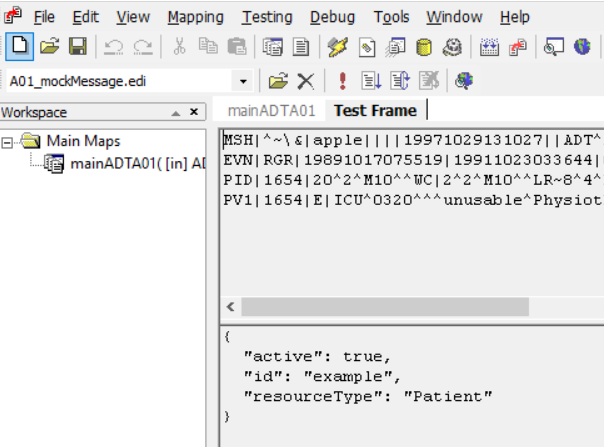 File Edit View Mapping Testing Debug Tools Window Help
A01_mockMessage.edi
Workspace
mainADTA01 Test Frame
Main Maps
mainADTA01( [in] AD
MSH|^~\&|apple||||19971029131027||ADT^
EVN|RGR|19891017075519|19911023033644|
PID|1654|20^2^M10^^WC|2^2^M10^^LR~8^4^
PV1|1654|E|ICU^0320^^^unusable^Physiot
{
"active": true,
"id": "example",
"resourceType": "Patient"
}